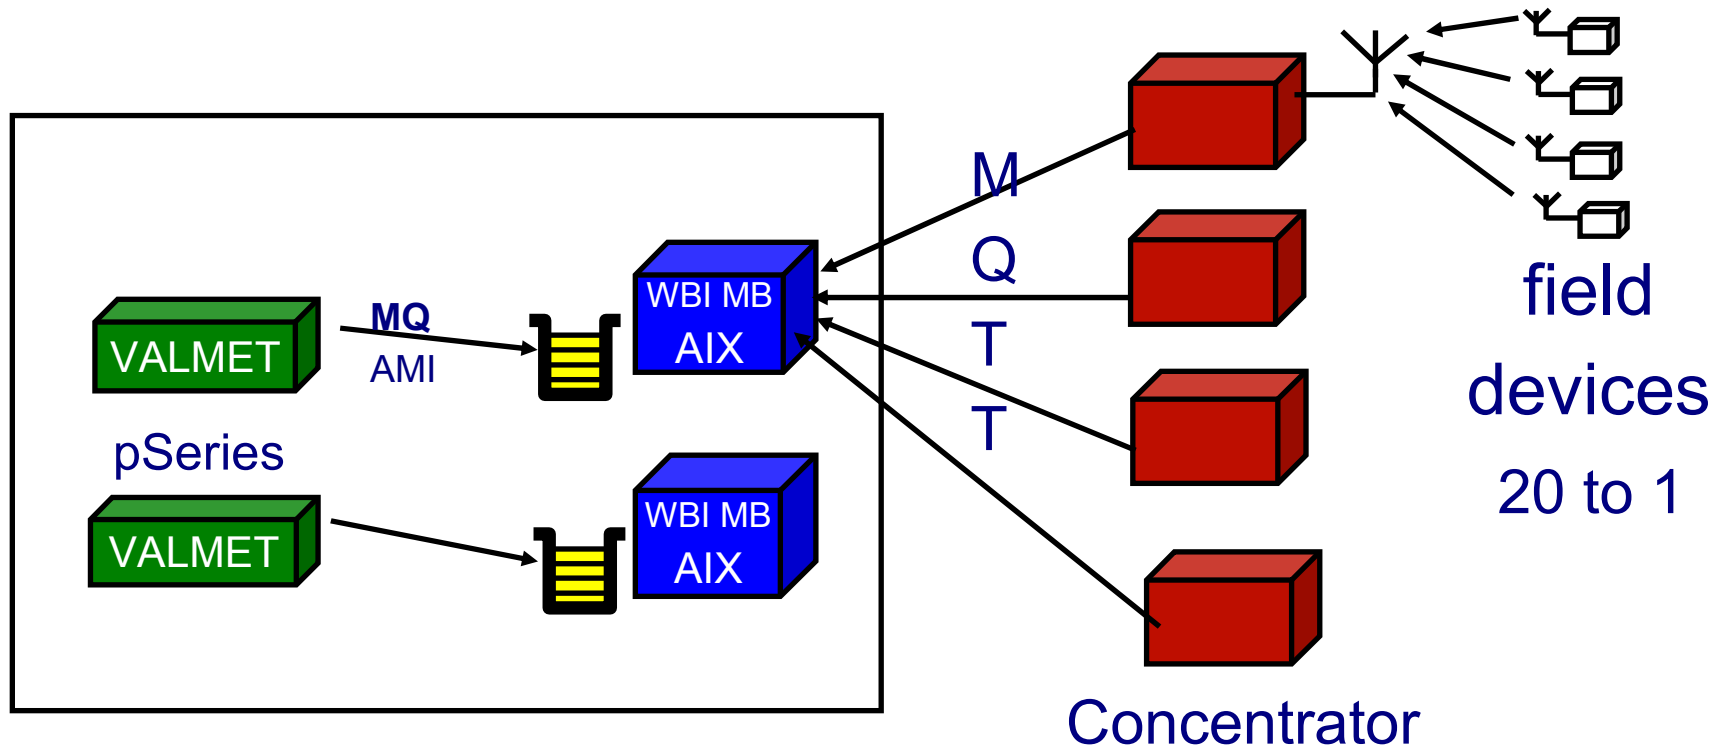 VALMET
MQ
AMI
WBI MB
AIX
pSeries
VALMET
WBI MB
AIX
M
Q
T
T
Concentrator
field
devices
20 to 1